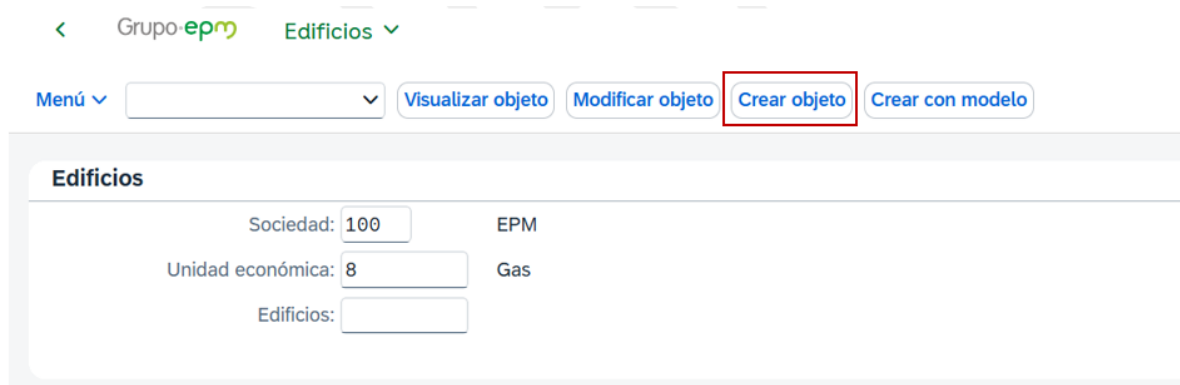 Grupo·epm Edificios
Menú Visualizar objeto Modificar objeto Crear objeto Crear con modelo
Edificios
Sociedad: 100 EPM
Unidad económica: 8 Gas
Edificios: